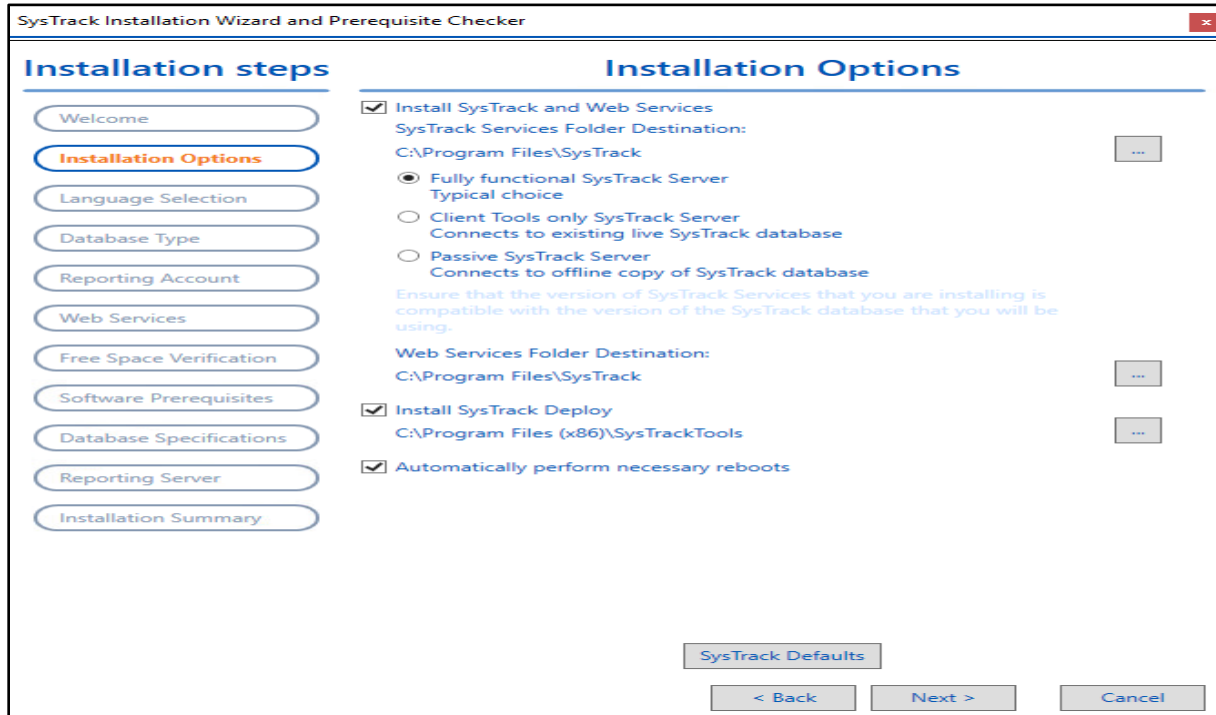 SysTrack Installation Wizard and Prerequisite Checker
×
Installation steps
Welcome
Installation Options
Language Selection
Database Type
Reporting Account
Web Services
Free Space Verification
Software Prerequisites
Database Specifications
Reporting Server
Installation Summary
Installation Options
Install SysTrack and Web Services
SysTrack Services Folder Destination:
C:\Program Files\SysTrack
...
Fully functional SysTrack Server
Typical choice
Client Tools only SysTrack Server
Connects to existing live SysTrack database
Passive SysTrack Server
Connects to offline copy of SysTrack database
Ensure that the version of SysTrack Services that you are installing is
compatible with the version of the SysTrack database that you will be
using.
Web Services Folder Destination:
C:\Program Files\SysTrack
...
Install SysTrack Deploy
C:\Program Files (x86)\SysTrackTools
...
Automatically perform necessary reboots
SysTrack Defaults
< Back
Next >
Cancel